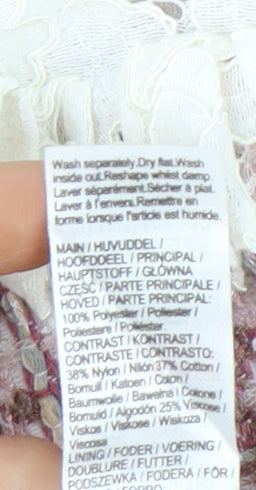 Wash separately.Dry flat.Wash
inside out.Reshape whilst damp.
Laver séparément.Sécher à plat.
Laver à l'envers.Remettre en
forme lorsque l'article est humide.
MAIN / HUVUDDEL /
HOOFDDEEL / PRINCIPAL /
HAUPTSTOFF / GŁÓWNA
CZĘŚĆ / PARTE PRINCIPALE /
HOVED / PARTE PRINCIPAL:
100% Polyester / Poliester /
Poliestere / Poliéster
CONTRAST / KONTRAST /
CONTRASTE / CONTRASTO:
38% Nylon / Nilón 37% Cotton /
Bomull / Katoen / Coton /
Baumwolle / Bawełna / Cotone /
Bomuld / Algodón 25% Viscose /
Viskos / Viskose / Wiskoza /
Viscosa
LINING / FODER / VOERING /
DOUBLURE / FUTTER /
PODSZEWKA / FODERA / FÓR /